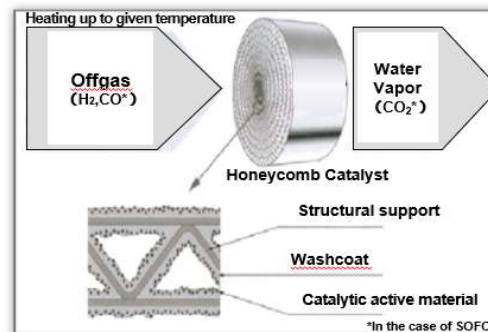 Heating up to given temperature
Offgas
(H₂,CO*)
Water
Vapor
(CO₂*)
Honeycomb Catalyst
Structural support
Washcoat
Catalytic active material
*In the case of SOFC